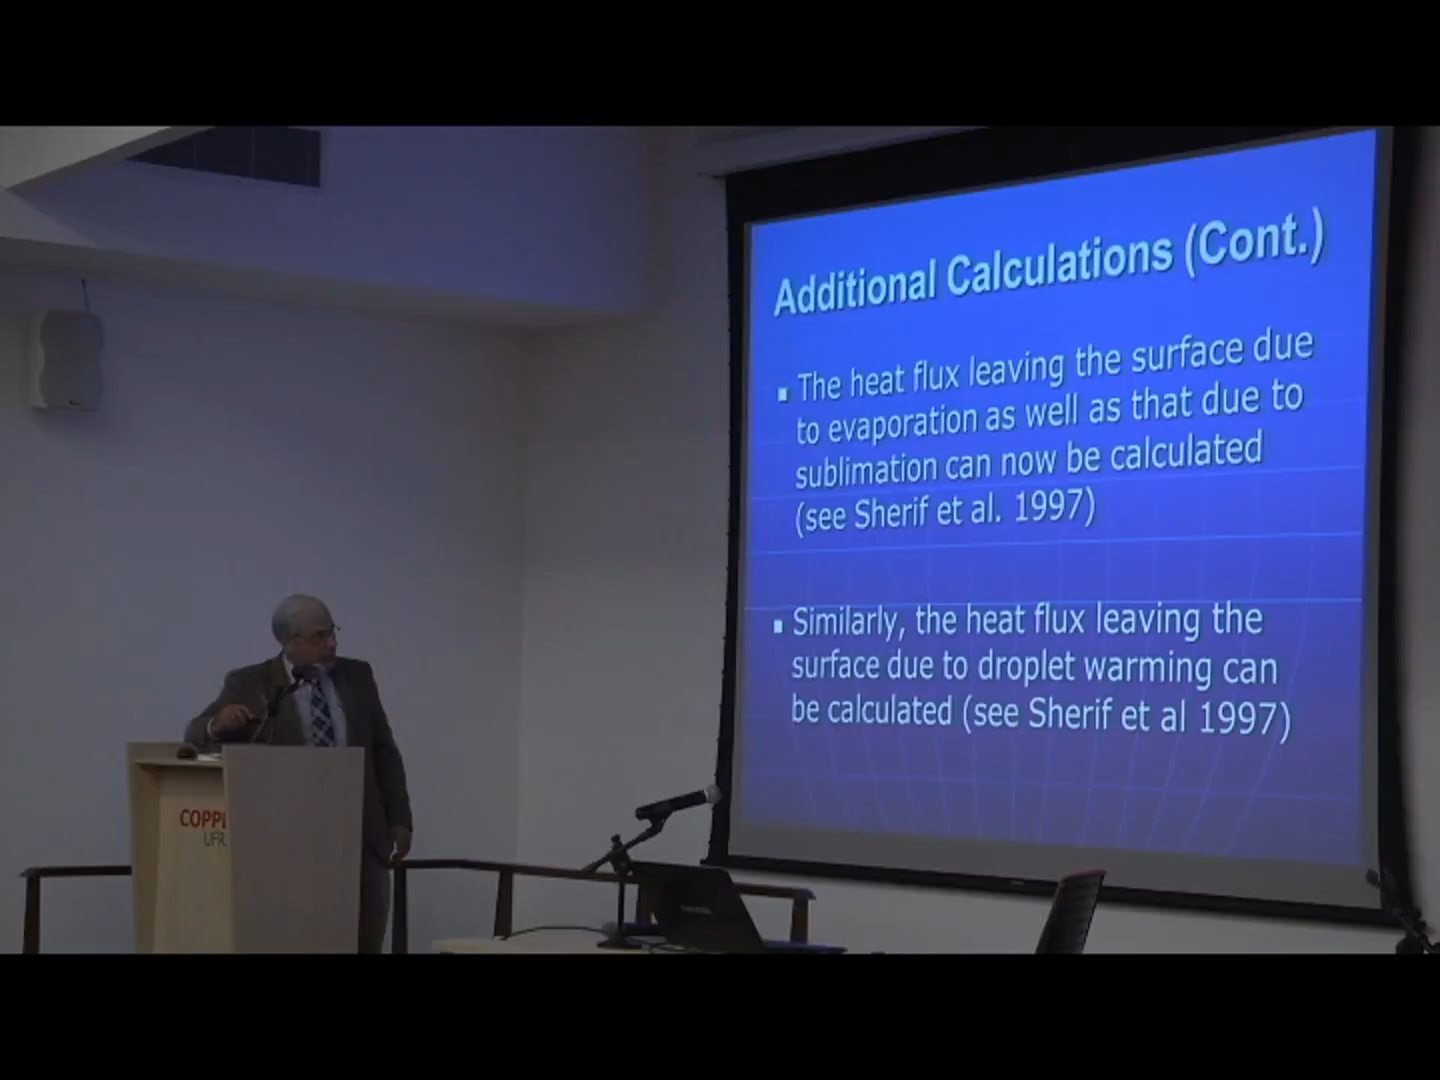 Additional Calculations (Cont.)
The heat flux leaving the surface due
to evaporation as well as that due to
sublimation can now be calculated
(see Sherif et al. 1997)
Similarly, the heat flux leaving the
surface due to droplet warming can
be calculated (see Sherif et al 1997)
COPP
UFR